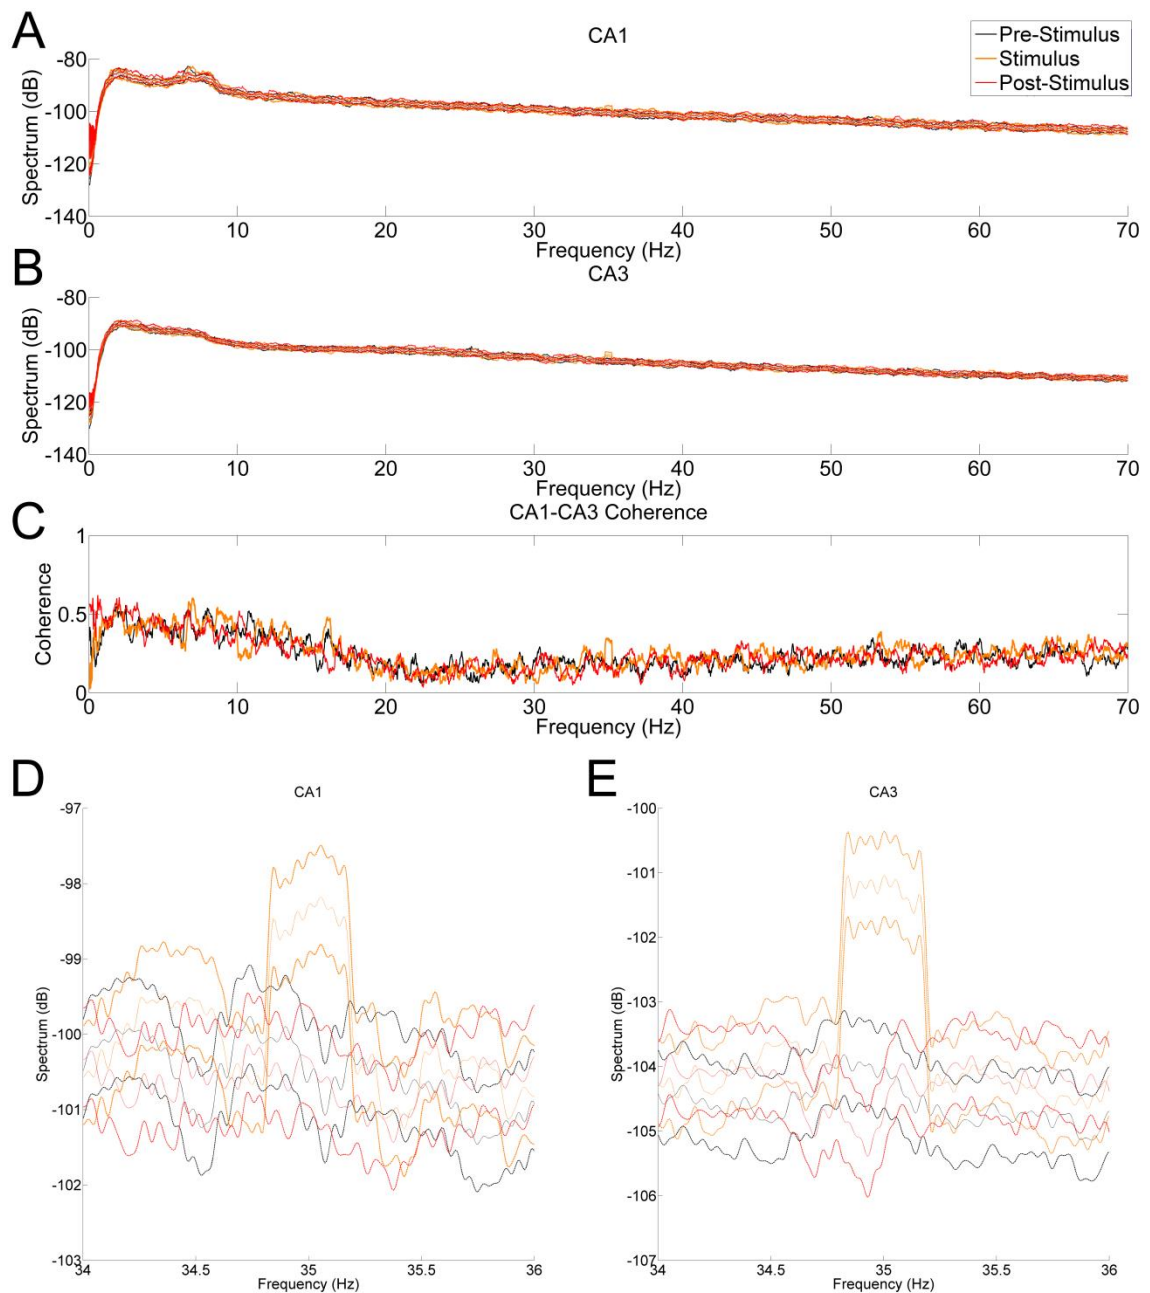 A
CA1
Pre-Stimulus
Stimulus
Post-Stimulus
Spectrum (dB)
-80
-100
-120
-140
0 10 20 30 40 50 60 70
Frequency (Hz)
B
CA3
Spectrum (dB)
-80
-100
-120
-140
0 10 20 30 40 50 60 70
Frequency (Hz)
C
CA1-CA3 Coherence
Coherence
1
0.5
0
0 10 20 30 40 50 60 70
Frequency (Hz)
D
CA1
Spectrum (dB)
-97
-98
-99
-100
-101
-102
-103
34 34.5 35 35.5 36
Frequency (Hz)
E
CA3
Spectrum (dB)
-100
-101
-102
-103
-104
-105
-106
-107
34 34.5 35 35.5 36
Frequency (Hz)